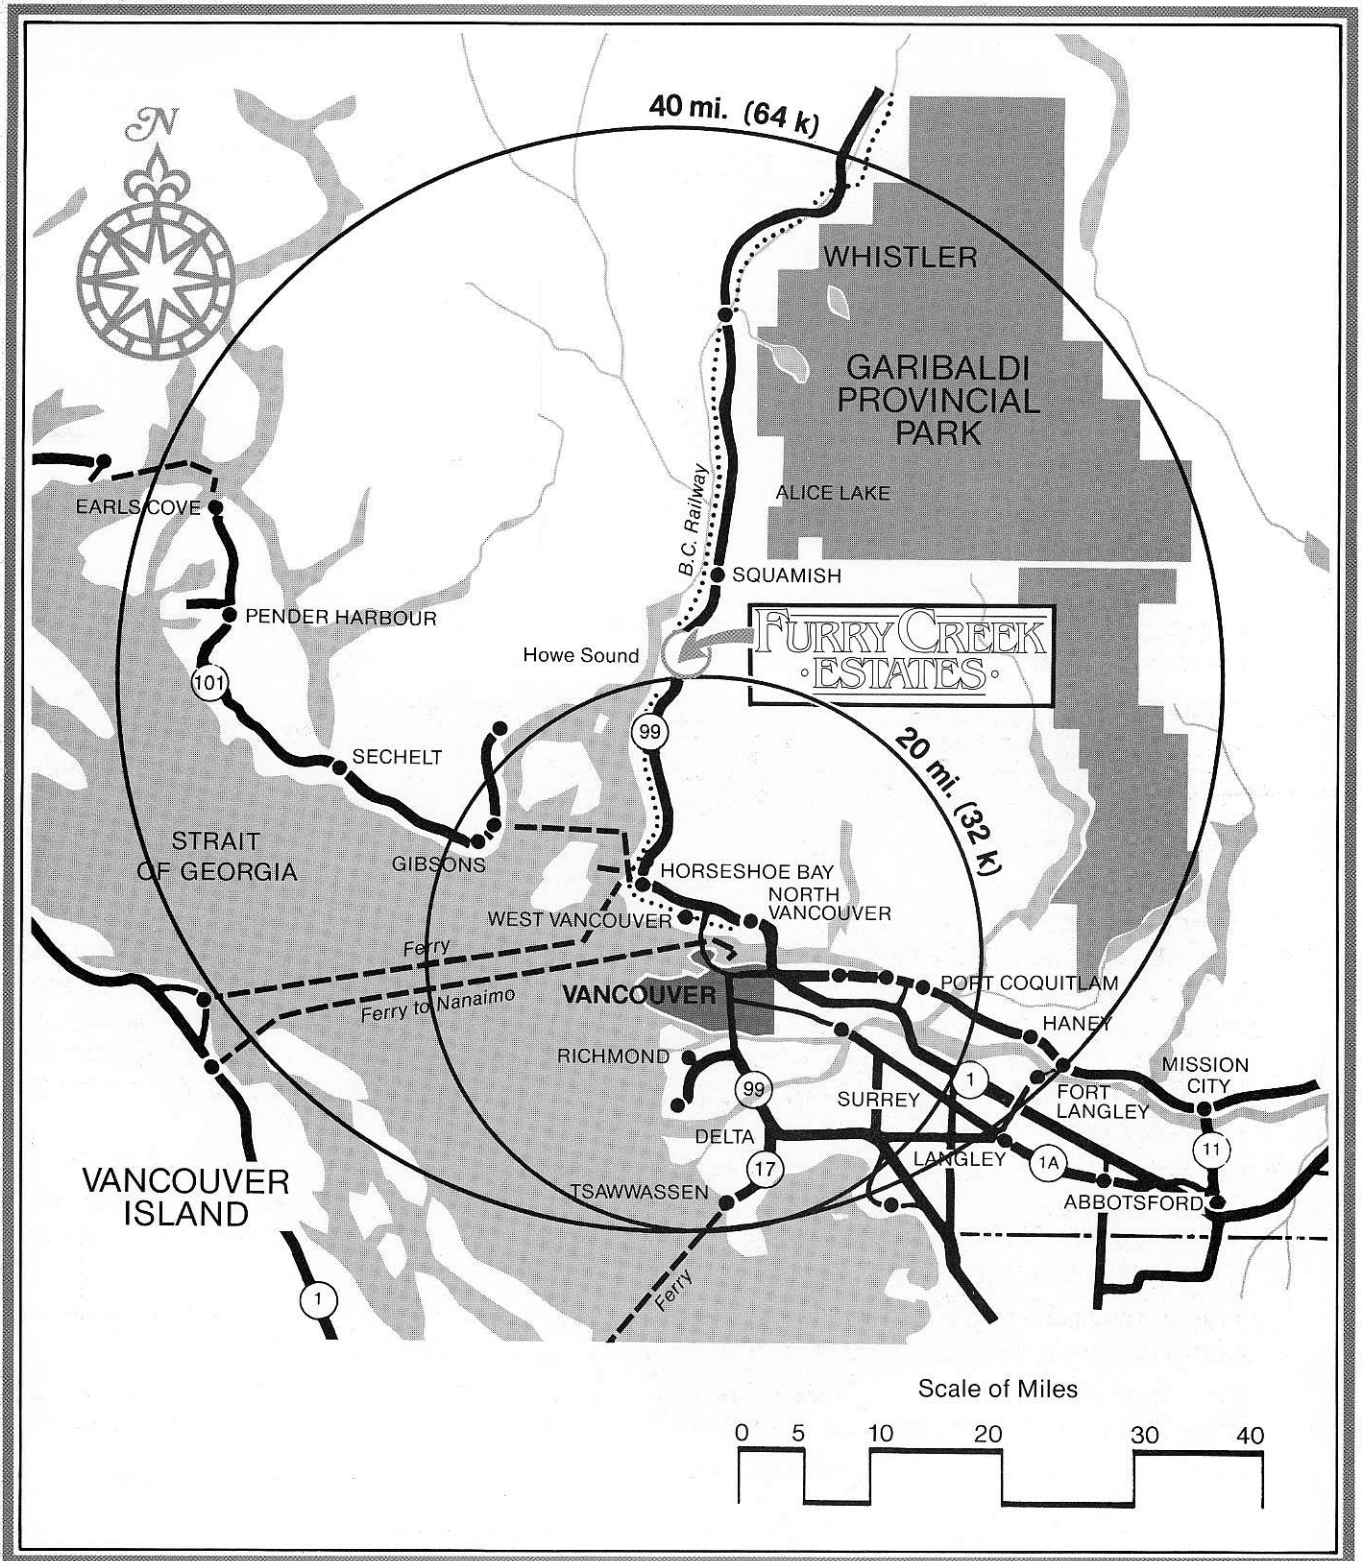 40 mi. (64 k)
N
WHISTLER
GARIBALDI
PROVINCIAL
PARK
B.C. Railway
ALICE LAKE
EARLS COVE
SQUAMISH
PENDER HARBOUR
FURRY CREEK
·ESTATES·
Howe Sound
101
99
20 mi. (32 k)
SECHELT
STRAIT
OF GEORGIA
GIBSONS
HORSESHOE BAY
NORTH
VANCOUVER
WEST VANCOUVER
Ferry
Ferry to Nanaimo
VANCOUVER
PORT COQUITLAM
HANEY
RICHMOND
MISSION
CITY
99
1
SURREY
FORT
LANGLEY
DELTA
LANGLEY
1A
11
17
TSAWWASSEN
ABBOTSFORD
VANCOUVER
ISLAND
1
Ferry
Scale of Miles
0 5 10 20 30 40